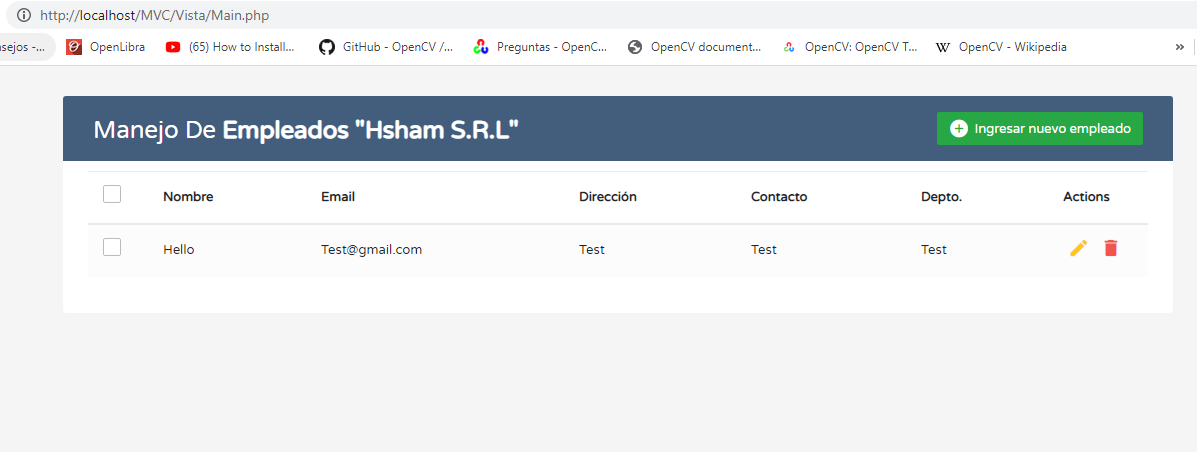 http://localhost/MVC/Vista/Main.php
nsejos -... OpenLibra (65) How to Install... GitHub - OpenCV /... Preguntas - OpenC... OpenCV document... OpenCV: OpenCV T... W OpenCV - Wikipedia »
Manejo De Empleados "Hsham S.R.L" Ingresar nuevo empleado
Nombre Email Dirección Contacto Depto. Actions
Hello Test@gmail.com Test Test Test